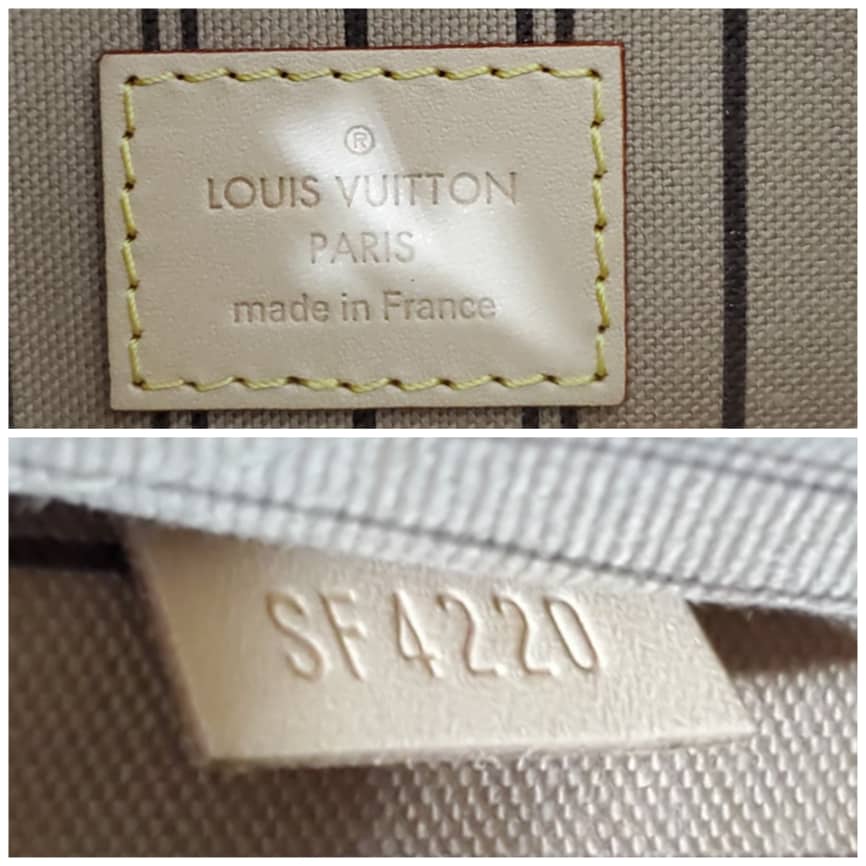 ®
LOUIS VUITTON
PARIS
made in France
SF4220